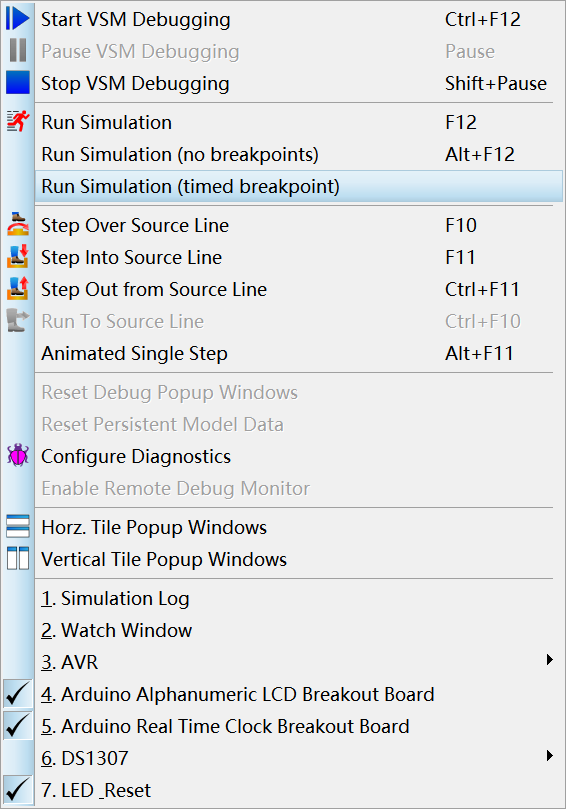 Start VSM Debugging Ctrl+F12
Pause VSM Debugging Pause
Stop VSM Debugging Shift+Pause
Run Simulation F12
Run Simulation (no breakpoints) Alt+F12
Run Simulation (timed breakpoint)
Step Over Source Line F10
Step Into Source Line F11
Step Out from Source Line Ctrl+F11
Run To Source Line Ctrl+F10
Animated Single Step Alt+F11
Reset Debug Popup Windows
Reset Persistent Model Data
Configure Diagnostics
Enable Remote Debug Monitor
Horz. Tile Popup Windows
Vertical Tile Popup Windows
1. Simulation Log
2. Watch Window
3. AVR
4. Arduino Alphanumeric LCD Breakout Board
5. Arduino Real Time Clock Breakout Board
6. DS1307
7. LED _Reset